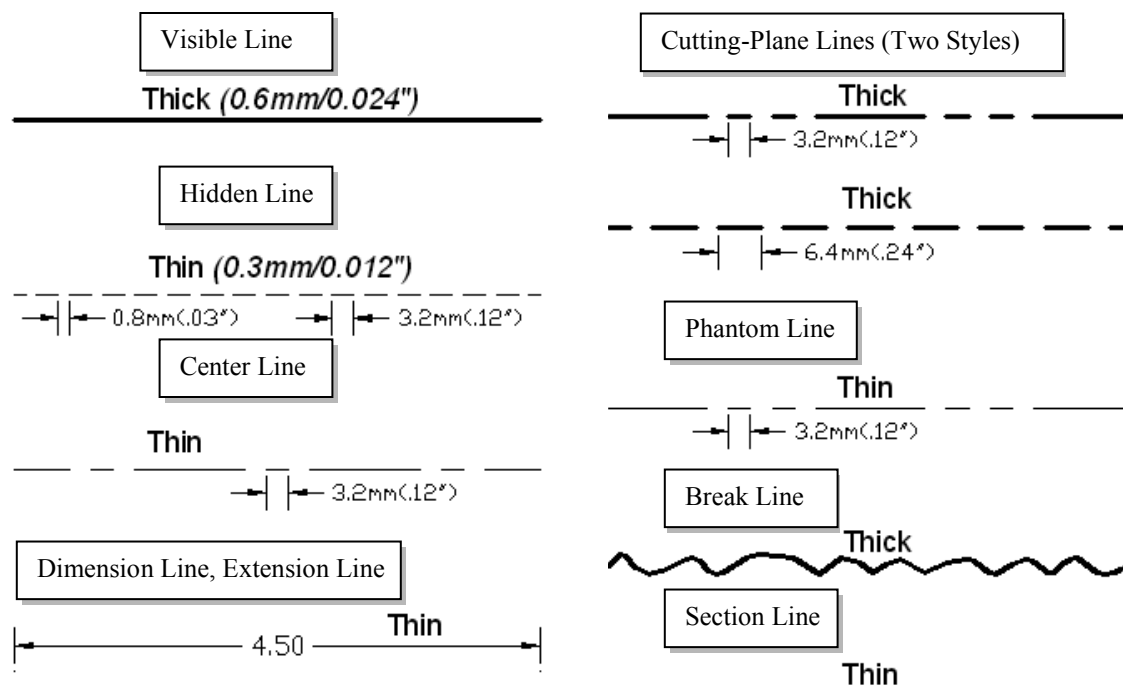 Visible Line
Thick (0.6mm/0.024")
Hidden Line
Thin (0.3mm/0.012")
0.8mm(.03")
3.2mm(.12")
Center Line
Thin
3.2mm(.12")
Dimension Line, Extension Line
Thin
4.50
Cutting-Plane Lines (Two Styles)
Thick
3.2mm(.12")
Thick
6.4mm(.24")
Phantom Line
Thin
3.2mm(.12")
Break Line
Thick
Section Line
Thin